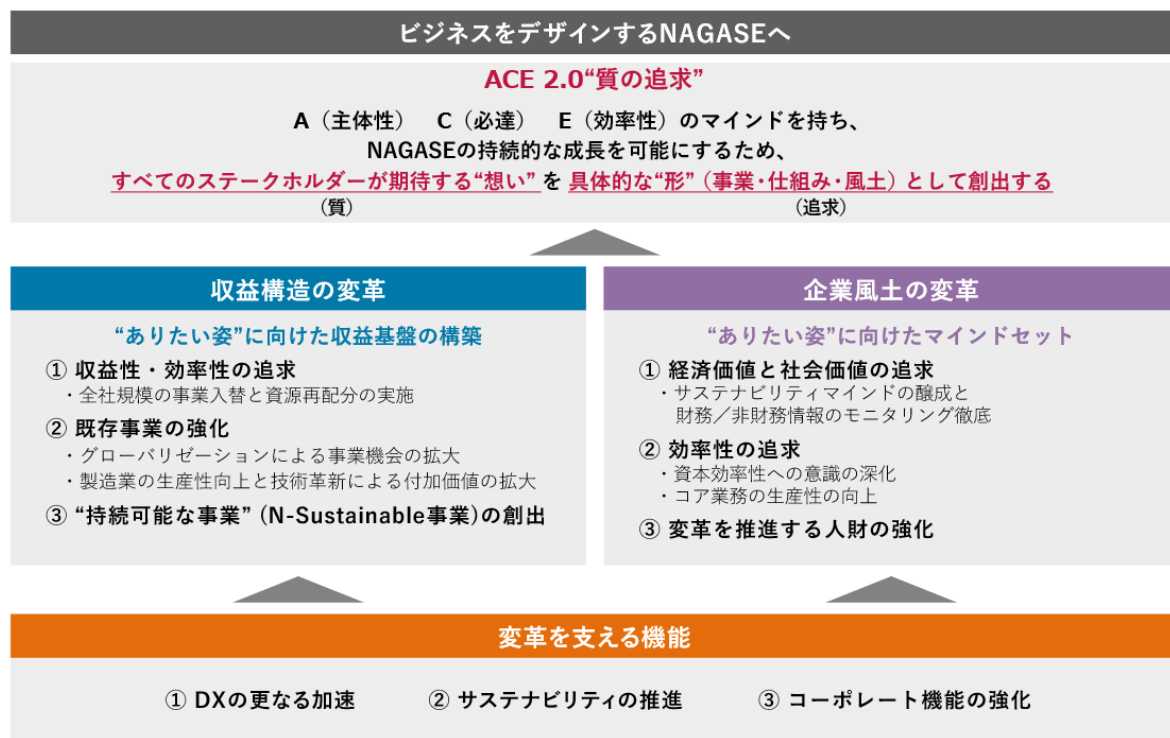 ビジネスをデザインするNAGASEへ
ACE 2.0“質の追求”
A（主体性）　C（必達）　E（効率性）のマインドを持ち、
NAGASEの持続的な成長を可能にするため、
すべてのステークホルダーが期待する“想い” を 具体的な“形”（事業・仕組み・風土）として創出する
（質）　（追求）
収益構造の変革
“ありたい姿”に向けた収益基盤の構築
① 収益性・効率性の追求
・全社規模の事業入替と資源再配分の実施
② 既存事業の強化
・グローバリゼーションによる事業機会の拡大
・製造業の生産性向上と技術革新による付加価値の拡大
③ “持続可能な事業” (N-Sustainable事業)の創出
企業風土の変革
“ありたい姿”に向けたマインドセット
① 経済価値と社会価値の追求
・サステナビリティマインドの醸成と
財務／非財務情報のモニタリング徹底
② 効率性の追求
・資本効率性への意識の深化
・コア業務の生産性の向上
③ 変革を推進する人財の強化
変革を支える機能
① DXの更なる加速　② サステナビリティの推進　③ コーポレート機能の強化